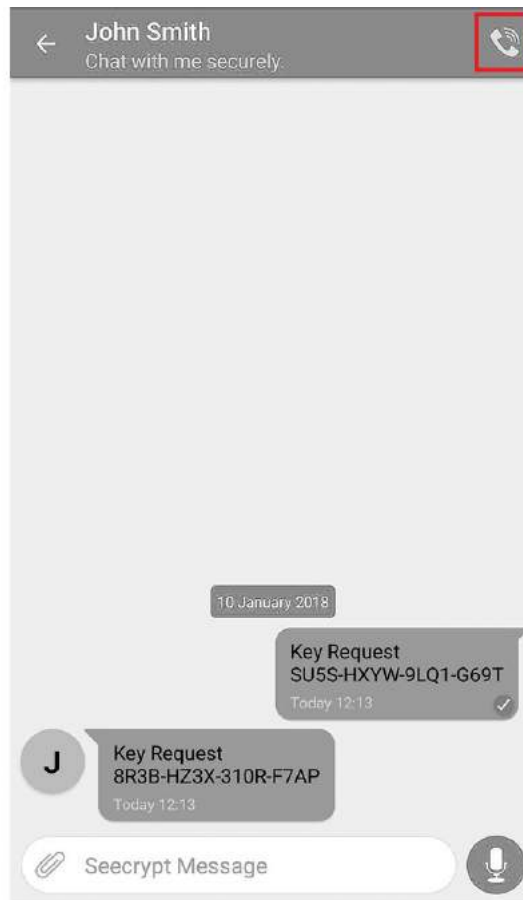 John Smith
Chat with me securely.
10 January 2018
Key Request
SU5S-HXYW-9LQ1-G69T
Today 12:13
J
Key Request
8R3B-HZ3X-310R-F7AP
Today 12:13
Seecrypt Message